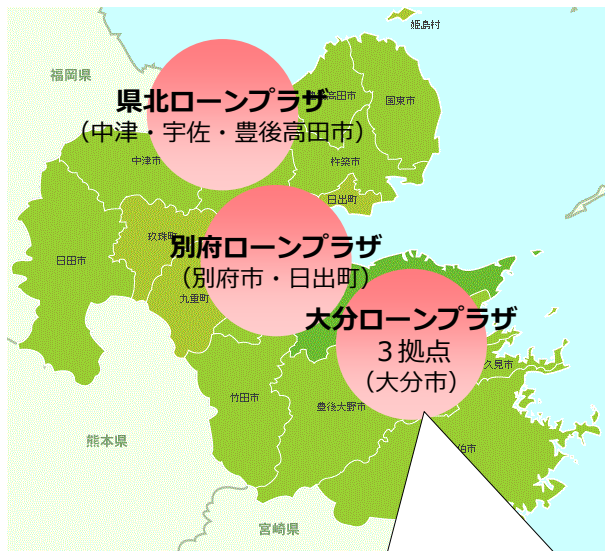 姫島村
福岡県
県北ローンプラザ
高田市
国東市
（中津・宇佐・豊後高田市）
中津市
杵築市
日出町
玖珠町
別府ローンプラザ
日田市
（別府市・日出町）
九重町
大分ローンプラザ
３拠点
久見市
（大分市）
竹田市
豊後大野市
熊本県
伯市
宮崎県